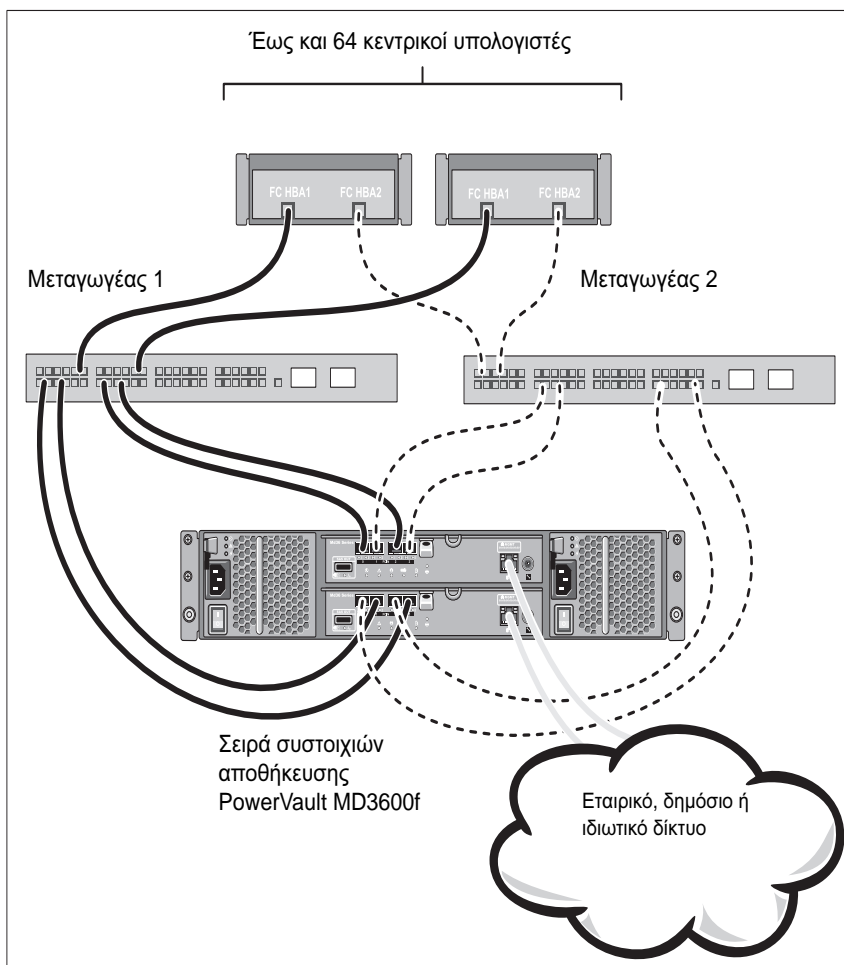 Έως και 64 κεντρικοί υπολογιστές
FC HBA1 FC HBA2 FC HBA1 FC HBA2
Μεταγωγέας 1 Μεταγωγέας 2
Σειρά συστοιχιών
αποθήκευσης
PowerVault MD3600f
Εταιρικό, δημόσιο ή
ιδιωτικό δίκτυο